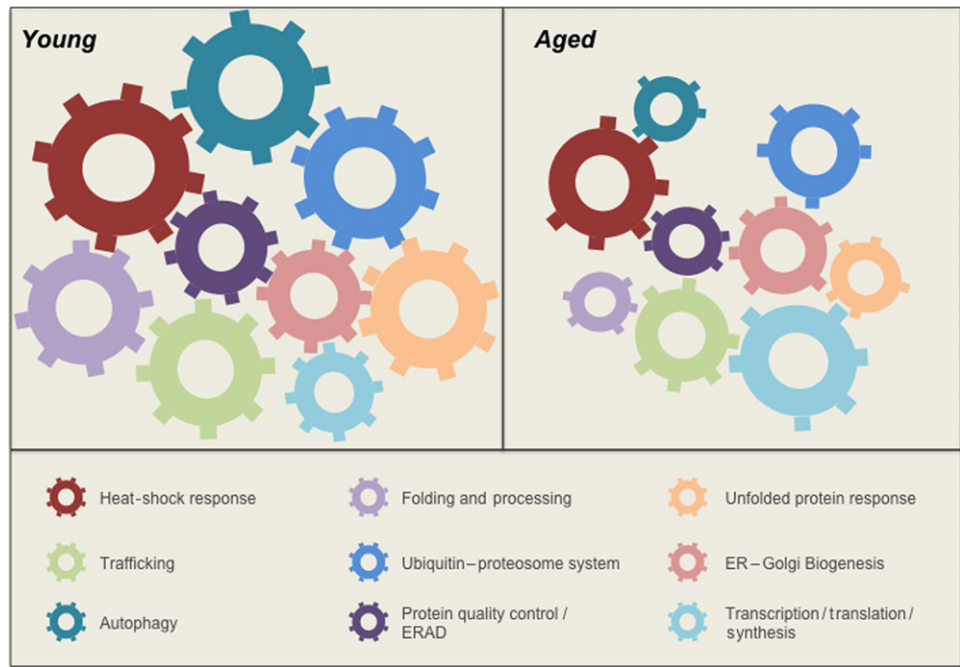 Young
Aged
Heat-shock response
Folding and processing
Unfolded protein response
Trafficking
Ubiquitin–proteosome system
ER–Golgi Biogenesis
Autophagy
Protein quality control /
ERAD
Transcription / translation /
synthesis